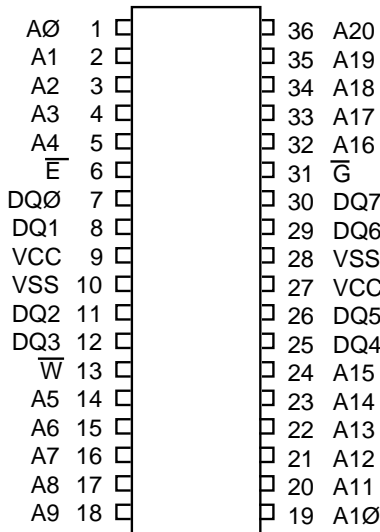 AØ 1 36 A20
A1 2 35 A19
A2 3 34 A18
A3 4 33 A17
A4 5 32 A16
E̅ 6 31 G̅
DQØ 7 30 DQ7
DQ1 8 29 DQ6
VCC 9 28 VSS
VSS 10 27 VCC
DQ2 11 26 DQ5
DQ3 12 25 DQ4
W̅ 13 24 A15
A5 14 23 A14
A6 15 22 A13
A7 16 21 A12
A8 17 20 A11
A9 18 19 A1Ø